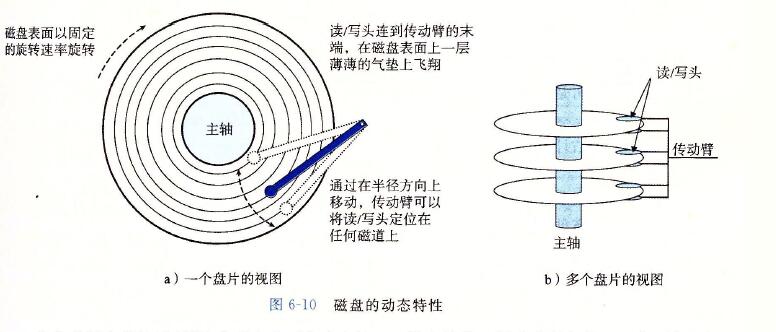 磁盘表面以固定
的旋转速率旋转
读/写头连到传动臂的末
端，在磁盘表面上一层
薄薄的气垫上飞翔
主轴
通过在半径方向上
移动，传动臂可以
将读/写头定位在
任何磁道上
a）一个盘片的视图
读/写头
传动臂
主轴
b）多个盘片的视图
图 6-10 磁盘的动态特性